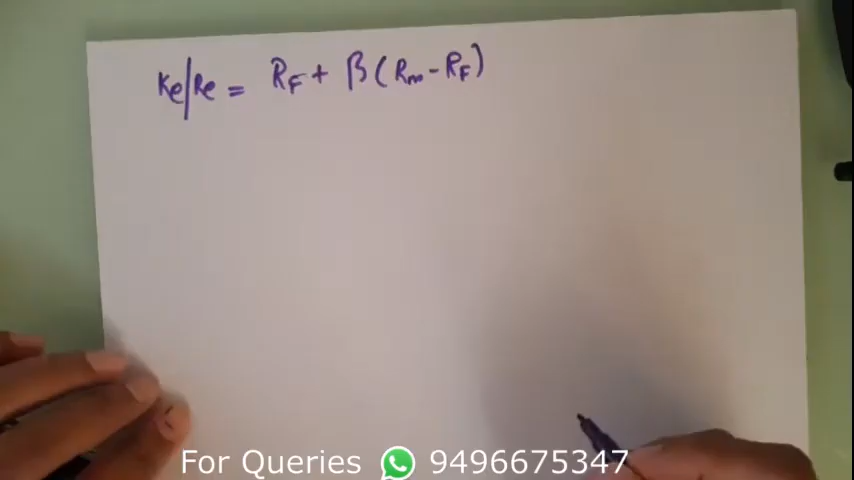 Ke/Re = RF + β(Rm - RF)
For Queries 9496675347